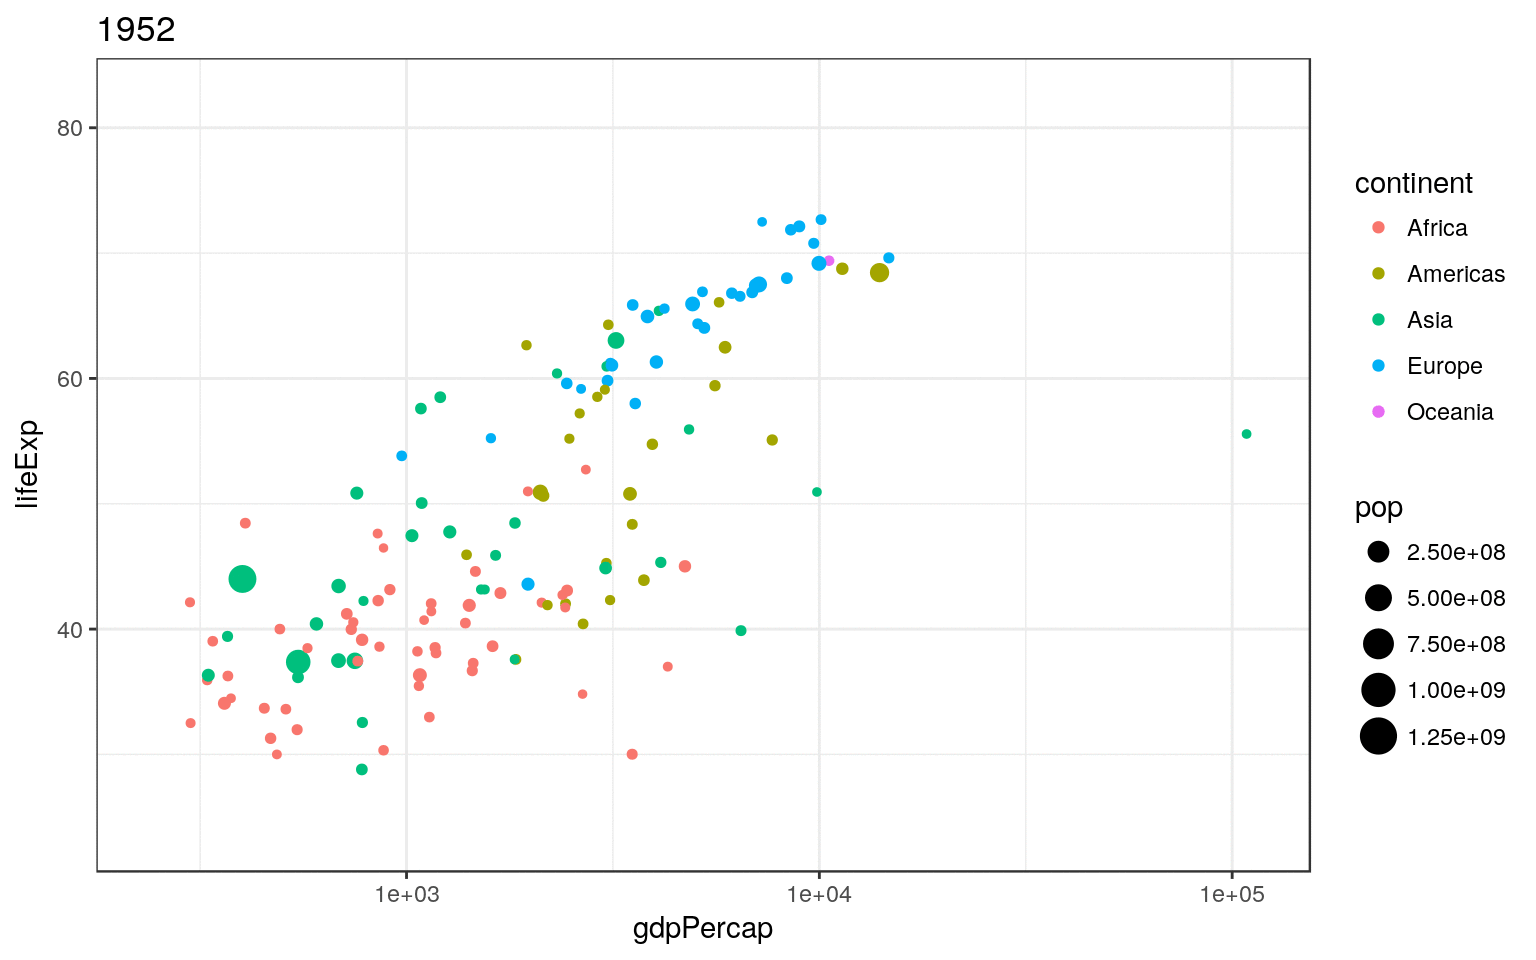 1952
lifeExp
80
60
40
1e+03
1e+04
1e+05
gdpPercap
continent
Africa
Americas
Asia
Europe
Oceania
pop
2.50e+08
5.00e+08
7.50e+08
1.00e+09
1.25e+09